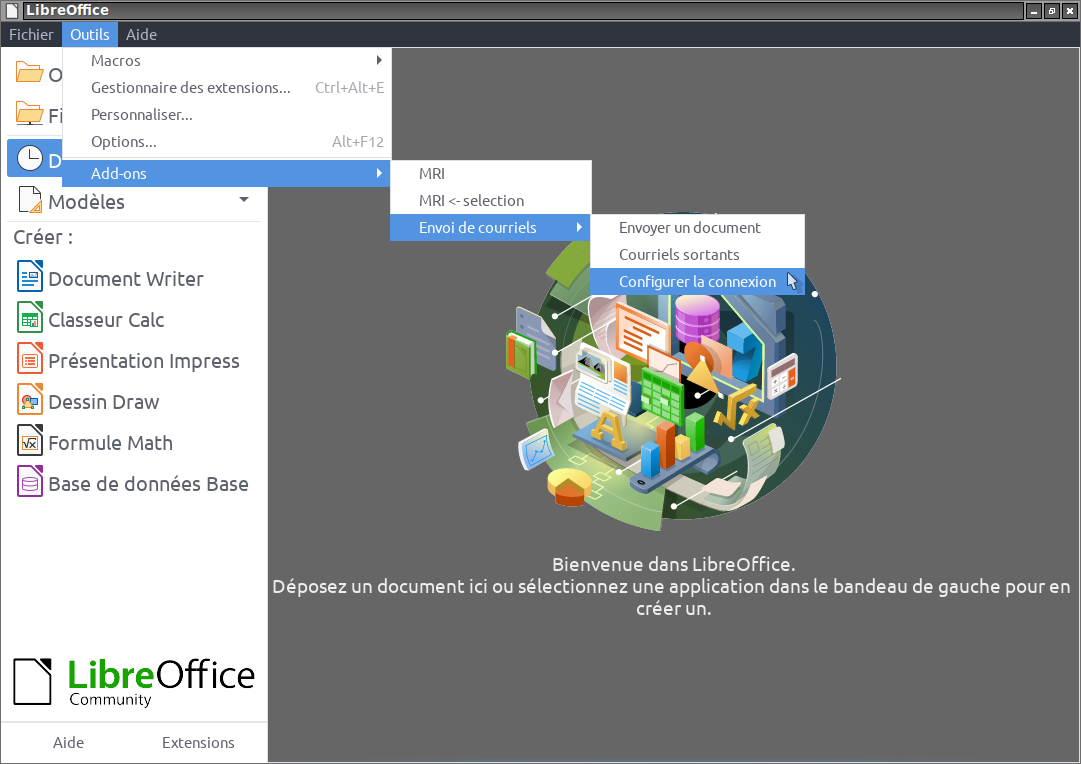 LibreOffice
Fichier Outils Aide
Macros
Gestionnaire des extensions... Ctrl+Alt+E
Personnaliser...
Options... Alt+F12
Add-ons
MRI
MRI <- selection
Envoi de courriels
Envoyer un document
Courriels sortants
Configurer la connexion
Modèles
Créer :
Document Writer
Classeur Calc
Présentation Impress
Dessin Draw
Formule Math
Base de données Base
Bienvenue dans LibreOffice.
Déposez un document ici ou sélectionnez une application dans le bandeau de gauche pour en
créer un.
LibreOffice
Community
Aide Extensions